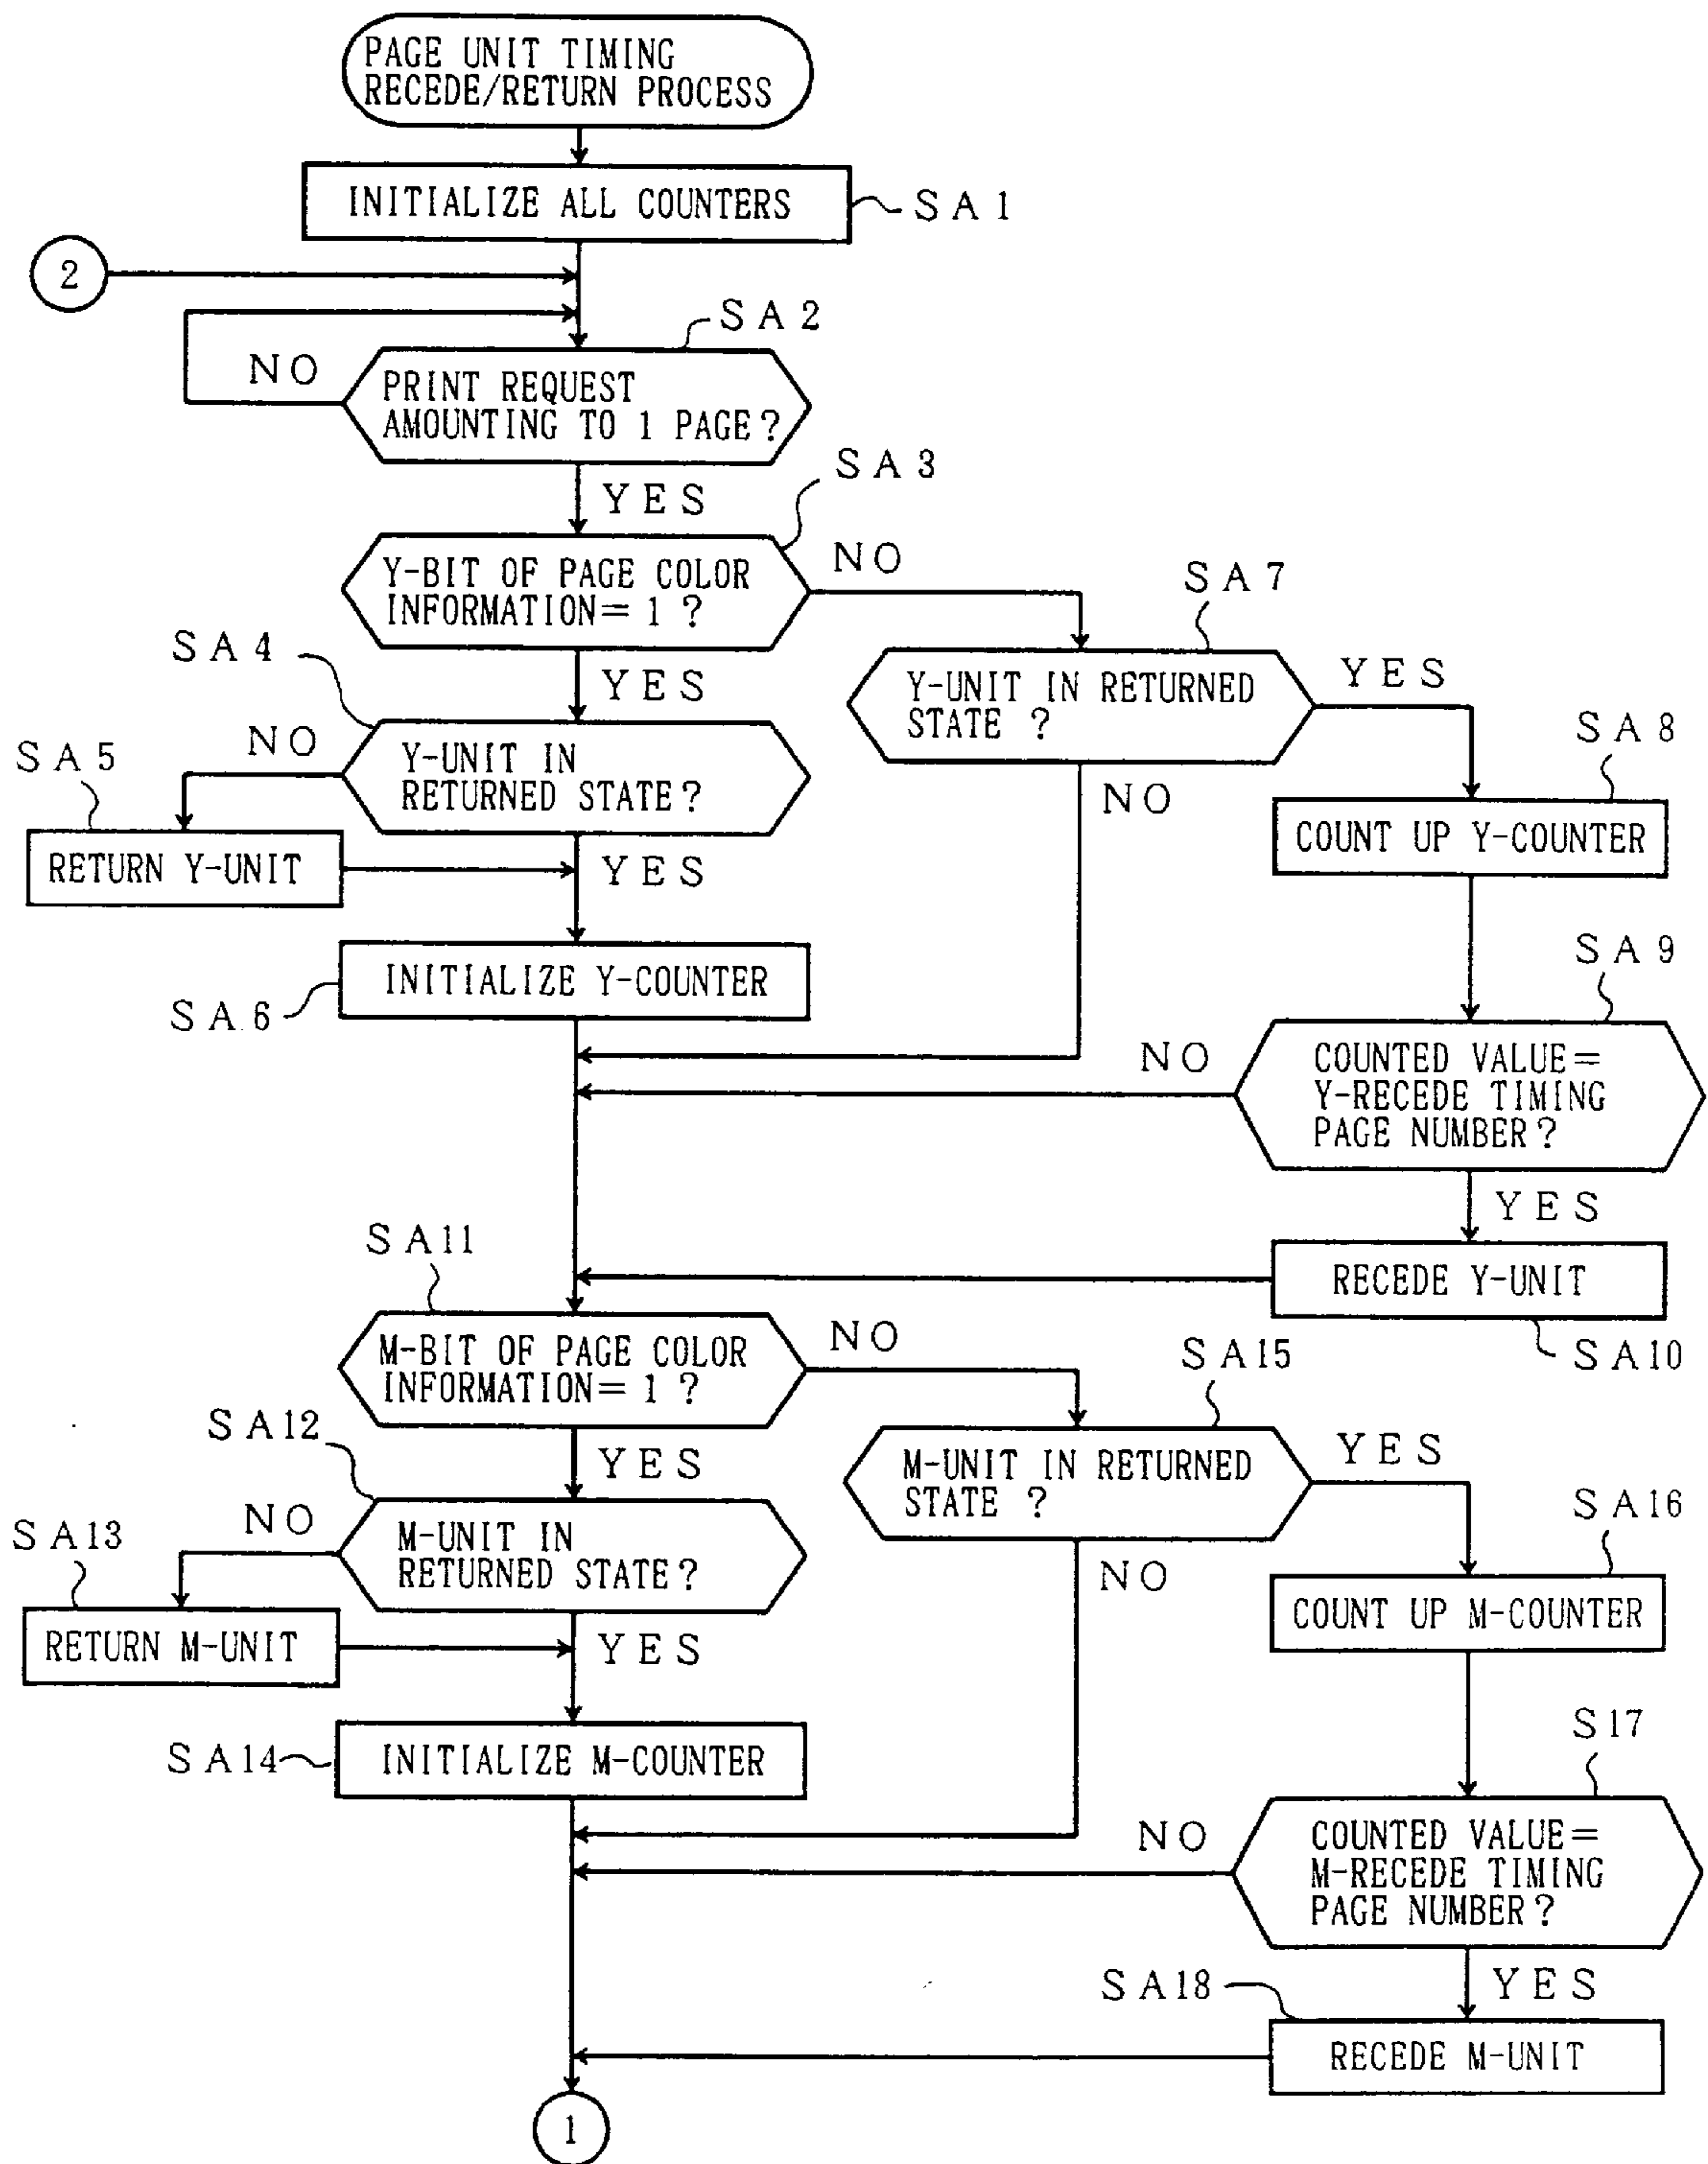 PAGE UNIT TIMING
RECEDE/RETURN PROCESS
INITIALIZE ALL COUNTERS
SA1
2
SA2
NO
PRINT REQUEST
AMOUNTING TO 1 PAGE?
YES
SA3
Y-BIT OF PAGE COLOR
INFORMATION=1?
NO
YES
SA7
Y-UNIT IN RETURNED
STATE ?
YES
NO
SA4
Y-UNIT IN
RETURNED STATE?
NO
YES
SA5
RETURN Y-UNIT
SA8
COUNT UP Y-COUNTER
INITIALIZE Y-COUNTER
SA6
SA9
COUNTED VALUE=
Y-RECEDE TIMING
PAGE NUMBER?
NO
YES
RECEDE Y-UNIT
SA10
SA11
M-BIT OF PAGE COLOR
INFORMATION=1?
NO
YES
SA15
M-UNIT IN RETURNED
STATE ?
YES
NO
SA12
M-UNIT IN
RETURNED STATE?
NO
YES
SA13
RETURN M-UNIT
SA16
COUNT UP M-COUNTER
SA14
INITIALIZE M-COUNTER
S17
COUNTED VALUE=
M-RECEDE TIMING
PAGE NUMBER?
NO
YES
SA18
RECEDE M-UNIT
1